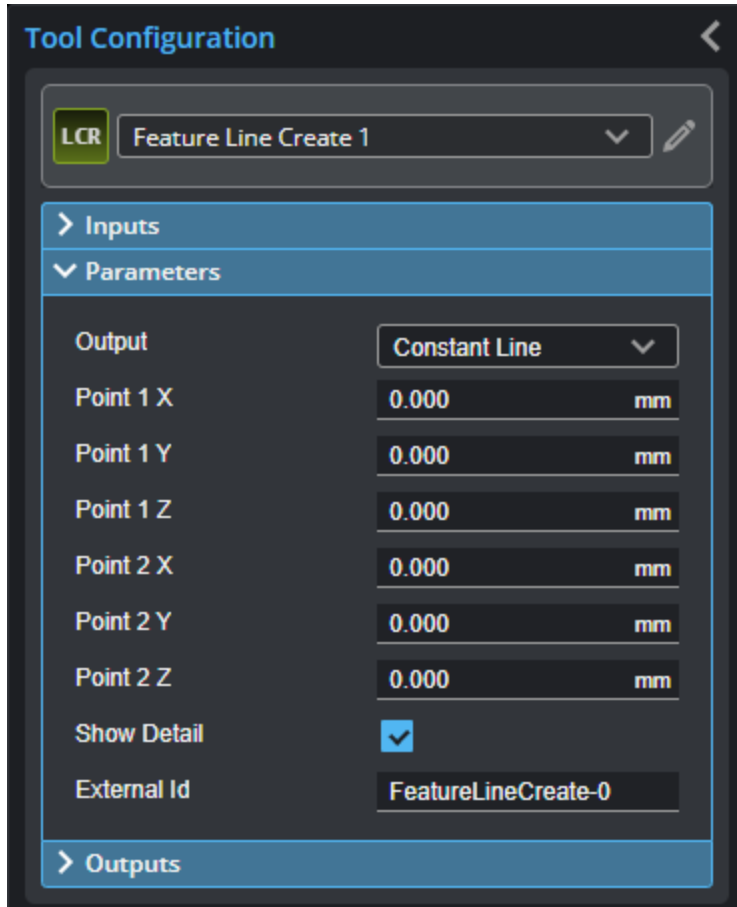 Tool Configuration
LCR Feature Line Create 1
Inputs
Parameters
Output Constant Line
Point 1 X 0.000 mm
Point 1 Y 0.000 mm
Point 1 Z 0.000 mm
Point 2 X 0.000 mm
Point 2 Y 0.000 mm
Point 2 Z 0.000 mm
Show Detail
External Id FeatureLineCreate-0
Outputs